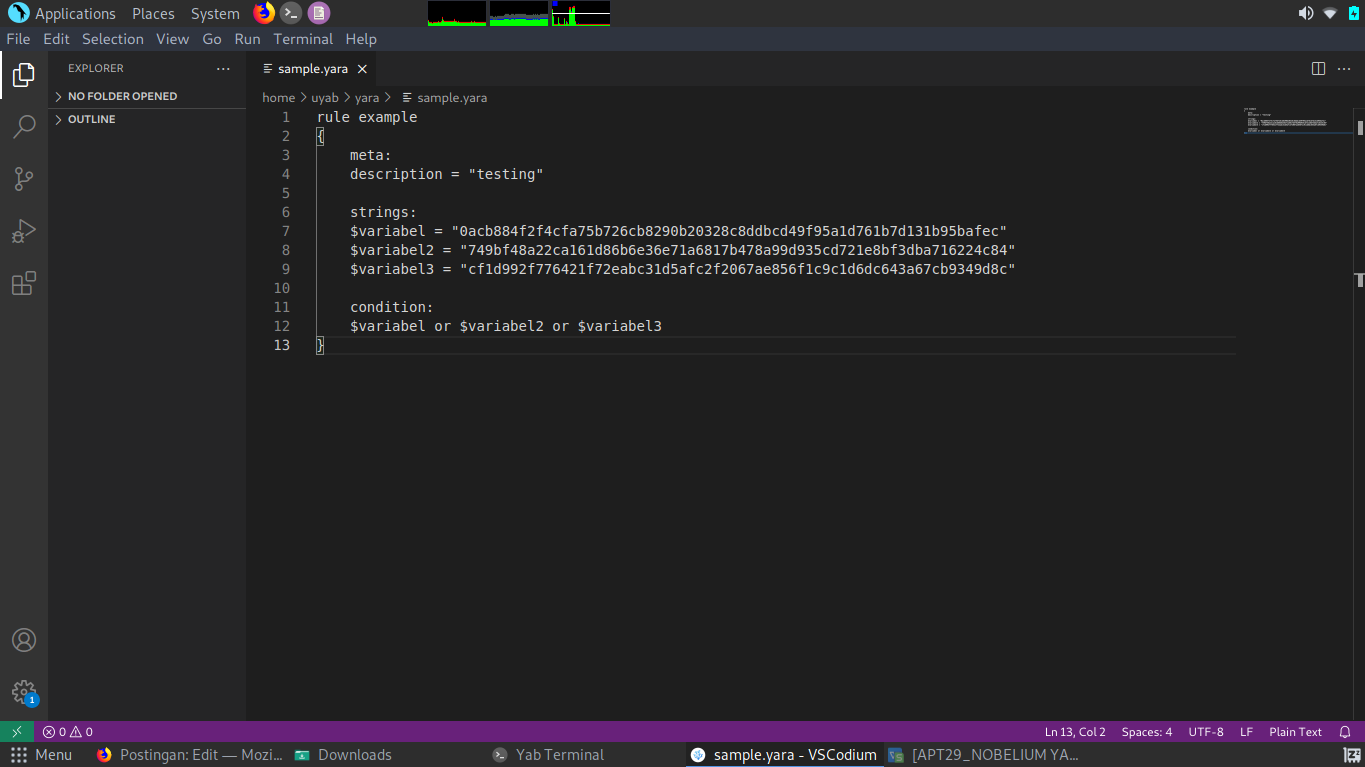 Applications Places System
File Edit Selection View Go Run Terminal Help
EXPLORER
NO FOLDER OPENED
OUTLINE
sample.yara
home > uyab > yara > sample.yara
1 rule example
2 {
3 meta:
4 description = "testing"
5
6 strings:
7 $variabel = "0acb884f2f4cfa75b726cb8290b20328c8ddbcd49f95a1d761b7d131b95bafec"
8 $variabel2 = "749bf48a22ca161d86b6e36e71a6817b478a99d935cd721e8bf3dba716224c84"
9 $variabel3 = "cf1d992f776421f72eabc31d5afc2f2067ae856f1c9c1d6dc643a67cb9349d8c"
10
11 condition:
12 $variabel or $variabel2 or $variabel3
13 }
1
0 0 Ln 13, Col 2 Spaces: 4 UTF-8 LF Plain Text
Menu Postingan: Edit — Mozi... Downloads Yab Terminal sample.yara - VSCodium [APT29_NOBELIUM YA...